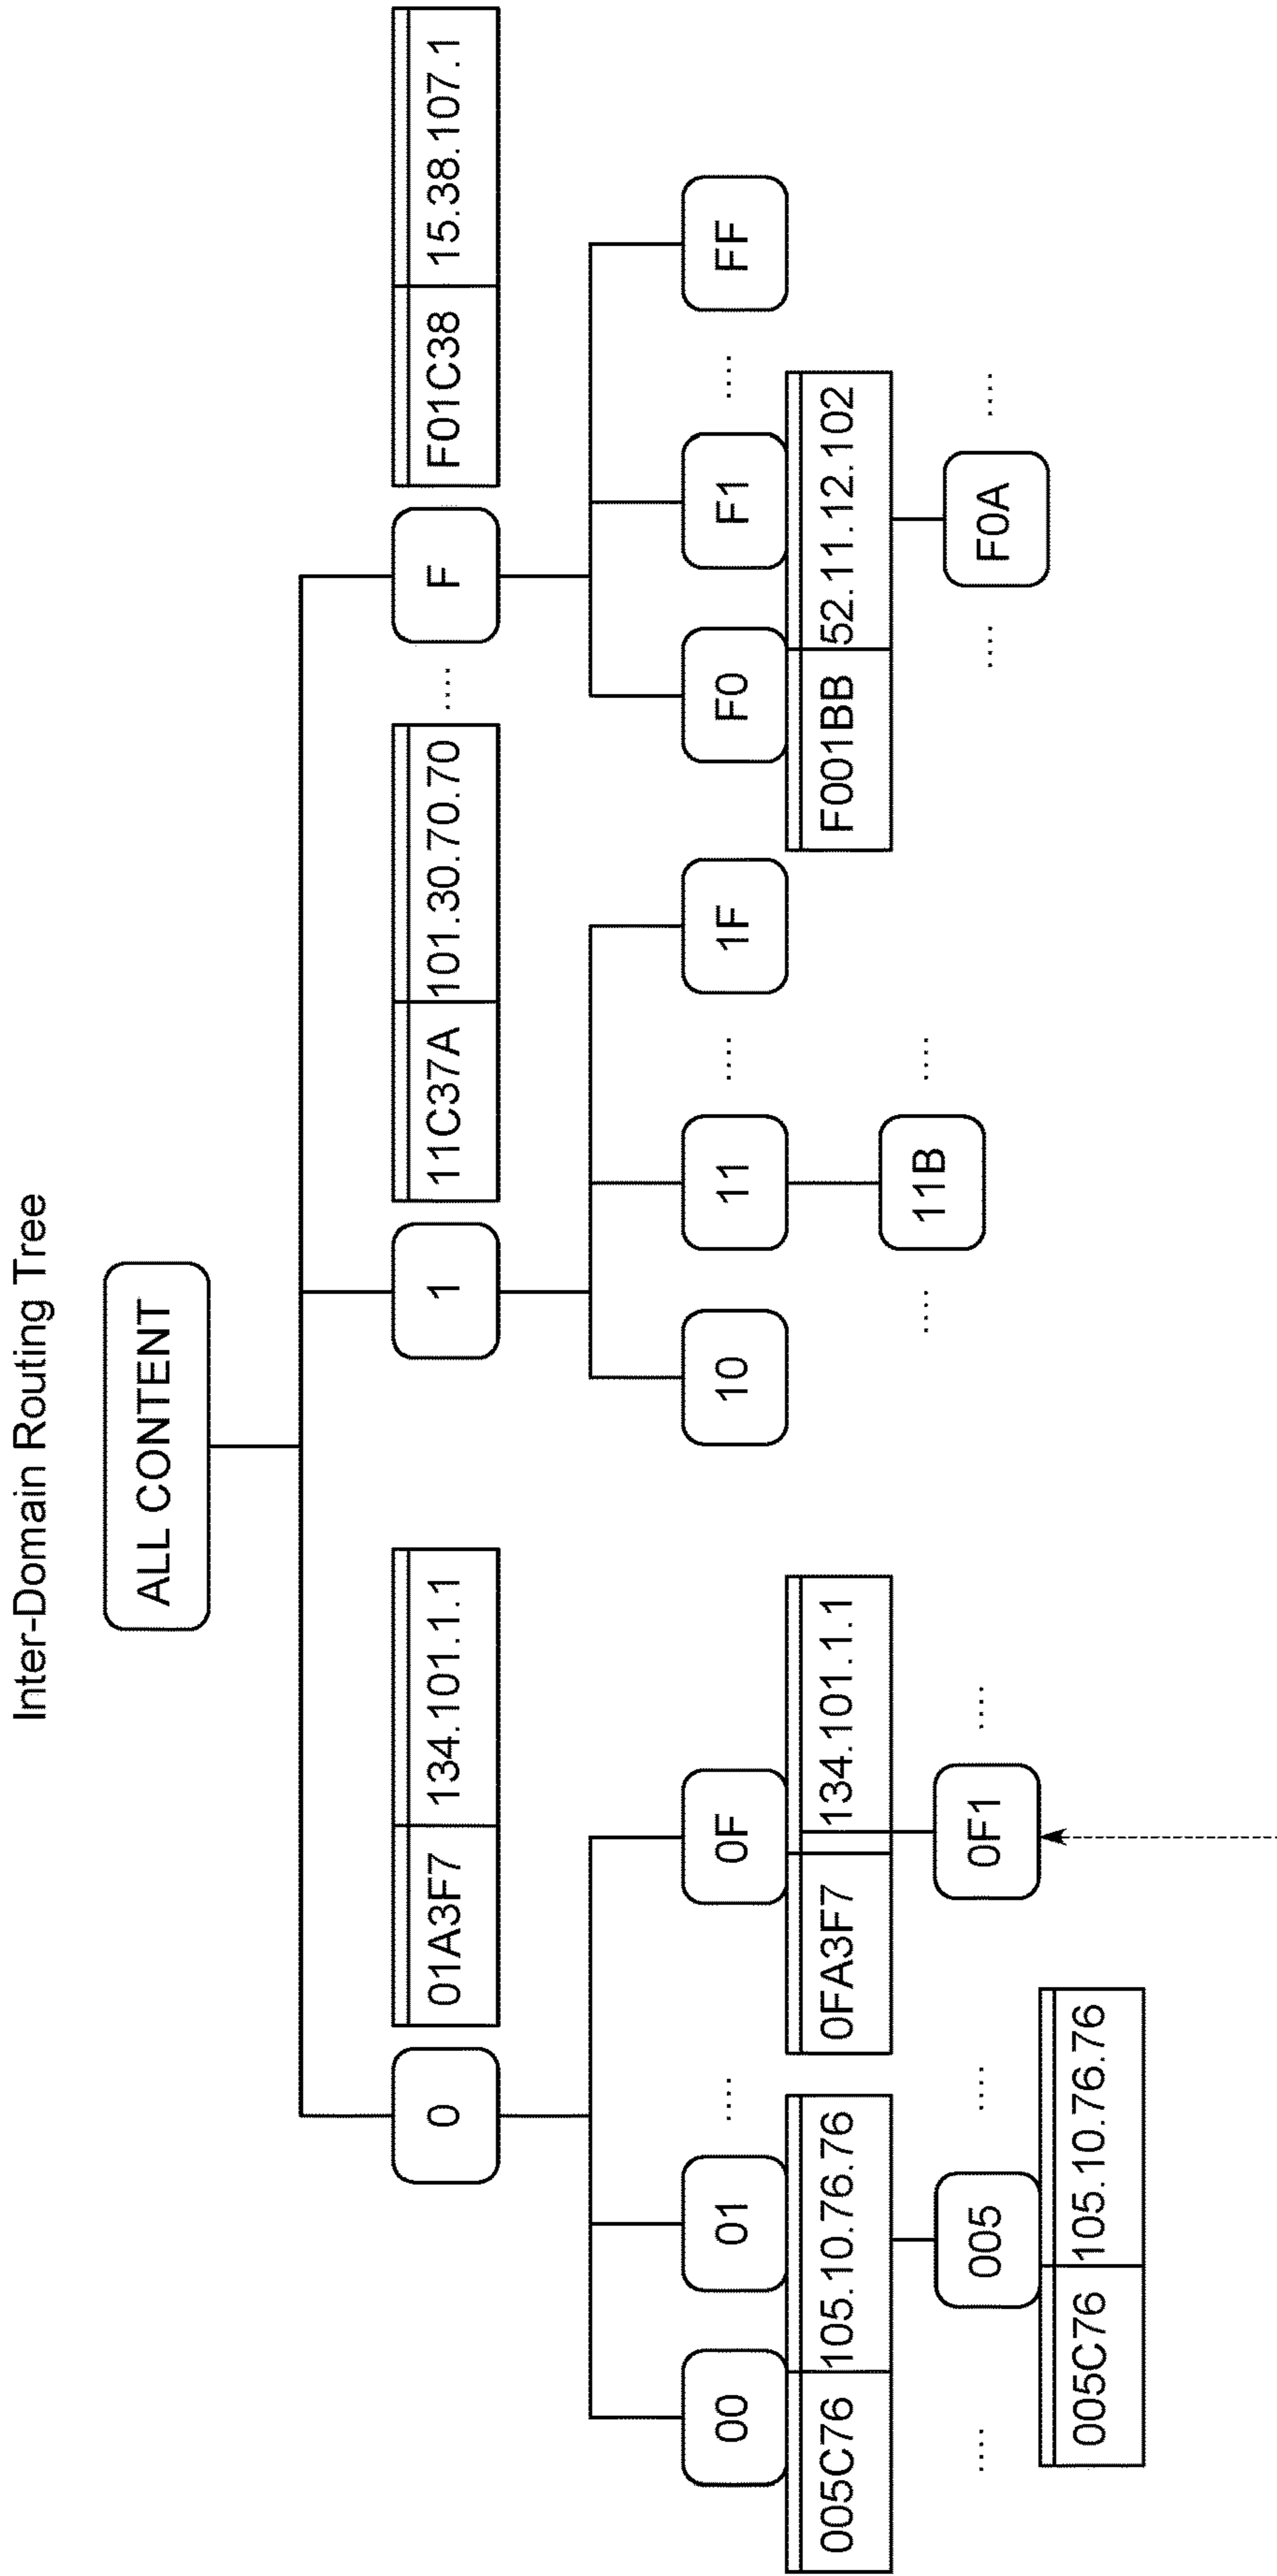 Inter-Domain Routing Tree
ALL CONTENT
0
01A3F7 134.101.1.1
1
11C37A 101.30.70.70
....
F
F01C38 15.38.107.1
00
01
....
0F
10
11
....
1F
F0
F1
....
FF
005C76 105.10.76.76
0FA3F7 134.101.1.1
F001BB 52.11.12.102
....
11B
....
....
005
....
0F1
....
....
F0A
....
005C76 105.10.76.76